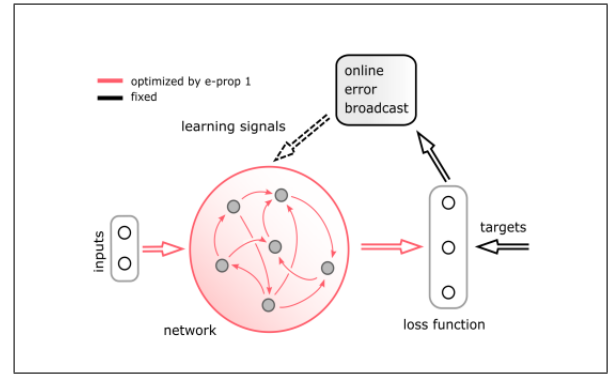 optimized by e-prop 1
fixed
online
error
broadcast
learning signals
inputs
targets
network
loss function